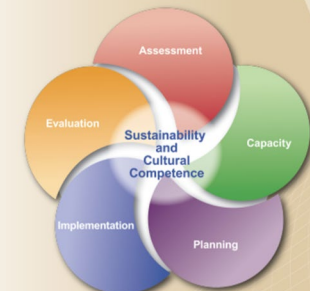 Assessment
Evaluation
Sustainability
and
Cultural
Competence
Capacity
Implementation
Planning